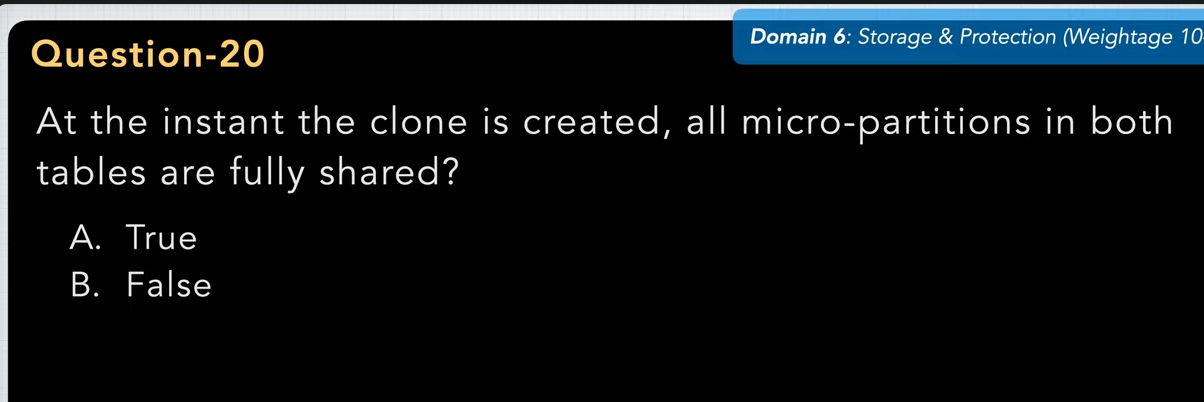 Question-20
Domain 6: Storage & Protection (Weightage 10
At the instant the clone is created, all micro-partitions in both
tables are fully shared?
A. True
B. False